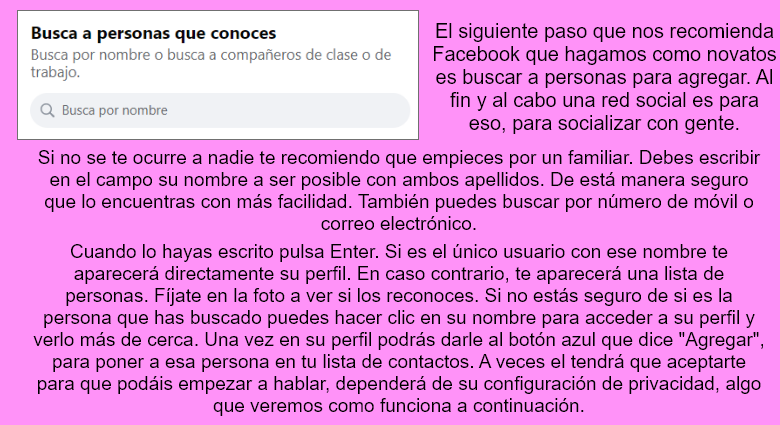 Busca a personas que conoces
Busca por nombre o busca a compañeros de clase o de
trabajo.
Busca por nombre
El siguiente paso que nos recomienda
Facebook que hagamos como novatos
es buscar a personas para agregar. Al
fin y al cabo una red social es para
eso, para socializar con gente.
Si no se te ocurre a nadie te recomiendo que empieces por un familiar. Debes escribir
en el campo su nombre a ser posible con ambos apellidos. De está manera seguro
que lo encuentras con más facilidad. También puedes buscar por número de móvil o
correo electrónico.
Cuando lo hayas escrito pulsa Enter. Si es el único usuario con ese nombre te
aparecerá directamente su perfil. En caso contrario, te aparecerá una lista de
personas. Fíjate en la foto a ver si los reconoces. Si no estás seguro de si es la
persona que has buscado puedes hacer clic en su nombre para acceder a su perfil y
verlo más de cerca. Una vez en su perfil podrás darle al botón azul que dice "Agregar",
para poner a esa persona en tu lista de contactos. A veces el tendrá que aceptarte
para que podáis empezar a hablar, dependerá de su configuración de privacidad, algo
que veremos como funciona a continuación.